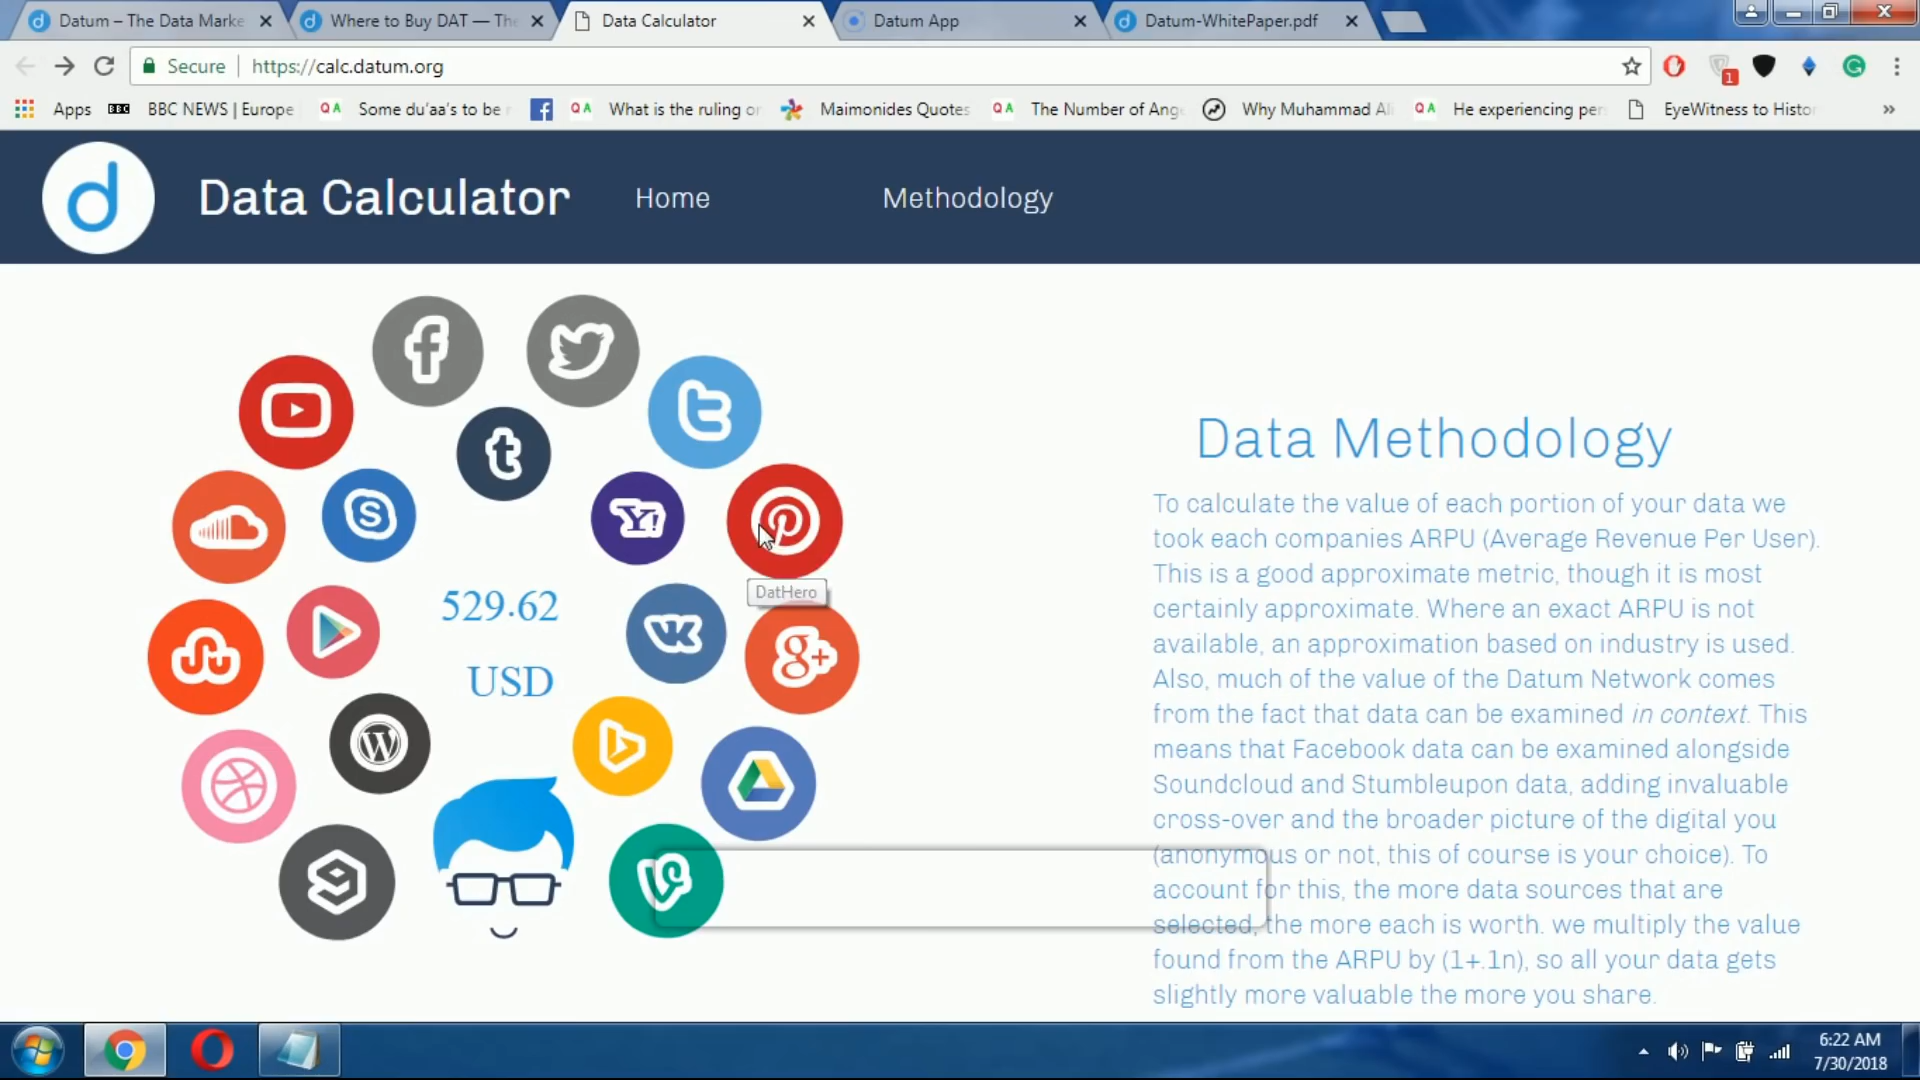 Datum – The Data Marke
Where to Buy DAT — The
Data Calculator
Datum App
Datum-WhitePaper.pdf
Secure
https://calc.datum.org
1
Apps
BBC
BBC NEWS | Europe
QA
Some du'aa's to be
QA
What is the ruling on
Maimonides Quotes
QA
The Number of Ang
Why Muhammad Ali
QA
He experiencing per
EyeWitness to Histor
»
d
Data Calculator
Home
Methodology
529.62
USD
DatHero
Data Methodology
To calculate the value of each portion of your data we
took each companies ARPU (Average Revenue Per User).
This is a good approximate metric, though it is most
certainly approximate. Where an exact ARPU is not
available, an approximation based on industry is used.
Also, much of the value of the Datum Network comes
from the fact that data can be examined in context. This
means that Facebook data can be examined alongside
Soundcloud and Stumbleupon data, adding invaluable
cross-over and the broader picture of the digital you
(anonymous or not, this of course is your choice). To
account for this, the more data sources that are
selected, the more each is worth. we multiply the value
found from the ARPU by (1+.1n), so all your data gets
slightly more valuable the more you share.
6:22 AM
7/30/2018